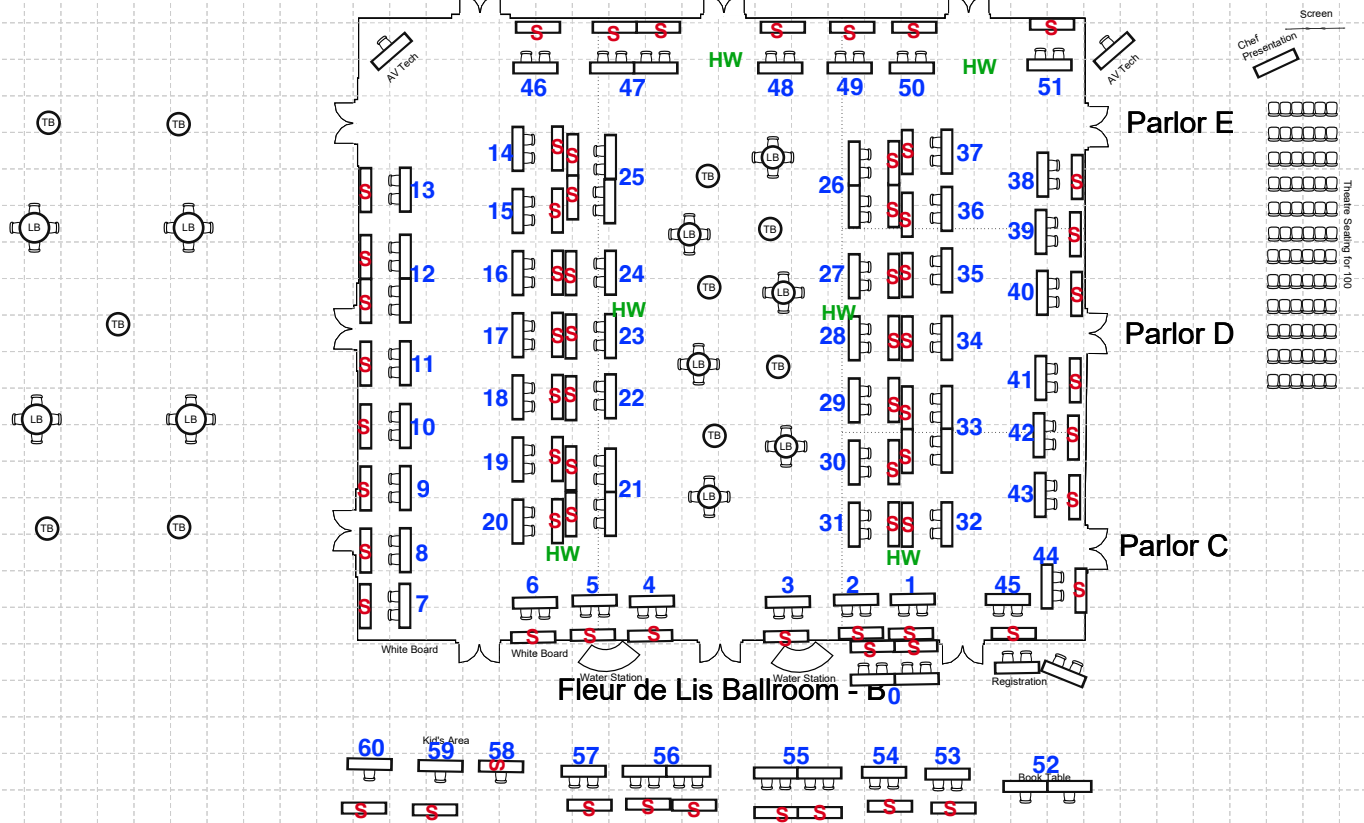 Screen
S S S S S S S
Chef
Presentation
AV Tech
HW
HW
AV Tech
46 47 48 49 50 51
TB TB
Parlor E
14 S S
25
26
S S 37
LB
TB
38 S
13 S
15 S S
S S 36
Theatre Seating for 100
LB LB
LB
TB
39 S
12 S
S
16 S S 24
27 S S 35
TB
LB
40 S
HW
HW
TB
17 S S 23
28 S S 34
Parlor D
11 S
LB
TB
41 S
18 S S 22
29 S S
33
10 S
LB LB
TB
LB
42 S
19 S S
21
30 S S
9 S
LB
43 S
20 S S
31 S S 32
TB TB
8 S
HW
HW
Parlor C
44 S
7 S
6 5 4 3 2 1 45
S S S S S S S
S S
White Board
White Board
Water Station
Water Station
Registration
Fleur de Lis Ballroom - B
0
Kid's Area
60 59 58 57 56 55 54 53 52
S
Book Table
S S S S S S S S S